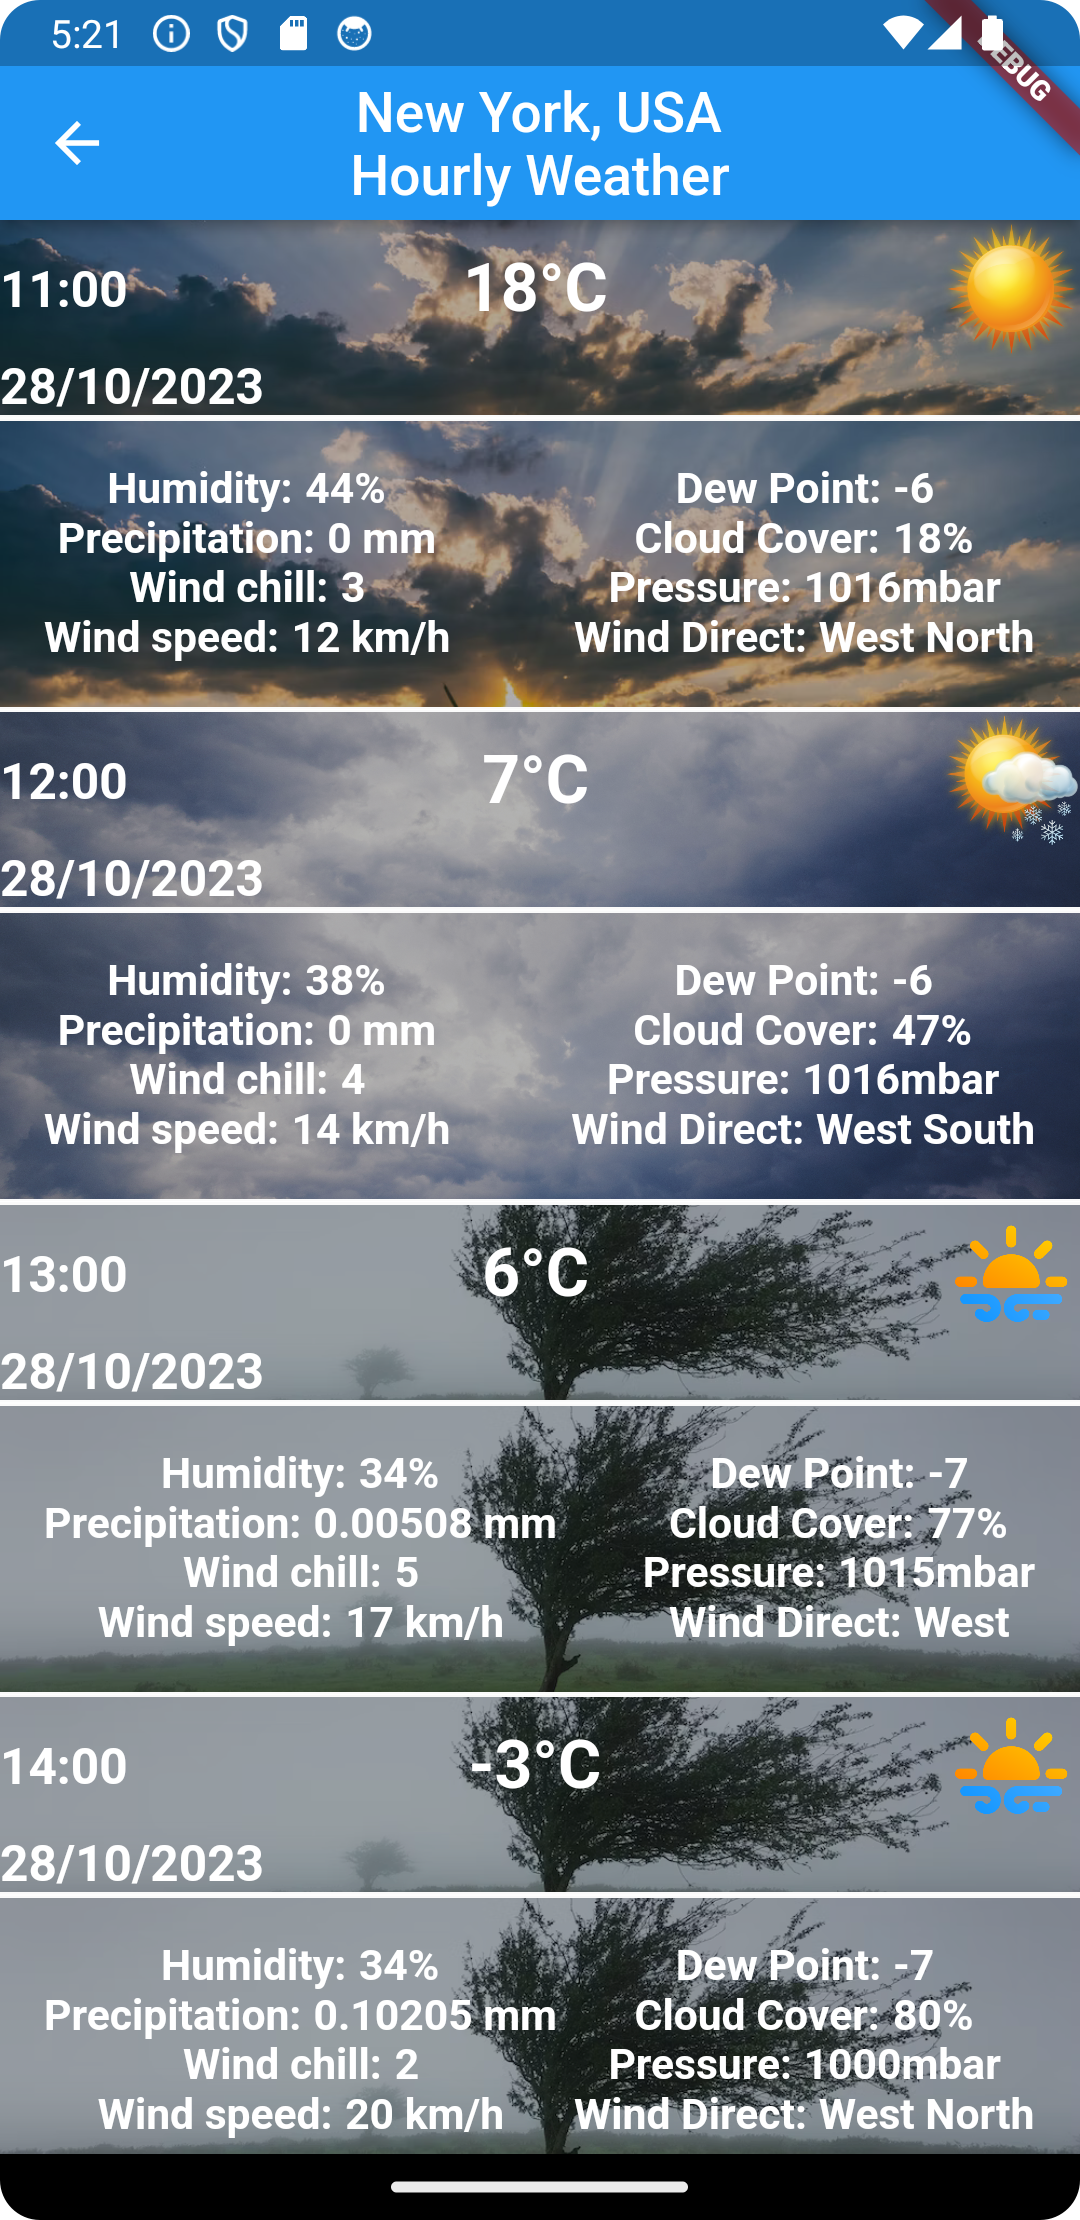 5:21
DEBUG
New York, USA
Hourly Weather
11:00
18°C
28/10/2023
Humidity: 44%
Precipitation: 0 mm
Wind chill: 3
Wind speed: 12 km/h
Dew Point: -6
Cloud Cover: 18%
Pressure: 1016mbar
Wind Direct: West North
12:00
7°C
28/10/2023
Humidity: 38%
Precipitation: 0 mm
Wind chill: 4
Wind speed: 14 km/h
Dew Point: -6
Cloud Cover: 47%
Pressure: 1016mbar
Wind Direct: West South
13:00
6°C
28/10/2023
Humidity: 34%
Precipitation: 0.00508 mm
Wind chill: 5
Wind speed: 17 km/h
Dew Point: -7
Cloud Cover: 77%
Pressure: 1015mbar
Wind Direct: West
14:00
-3°C
28/10/2023
Humidity: 34%
Precipitation: 0.10205 mm
Wind chill: 2
Wind speed: 20 km/h
Dew Point: -7
Cloud Cover: 80%
Pressure: 1000mbar
Wind Direct: West North